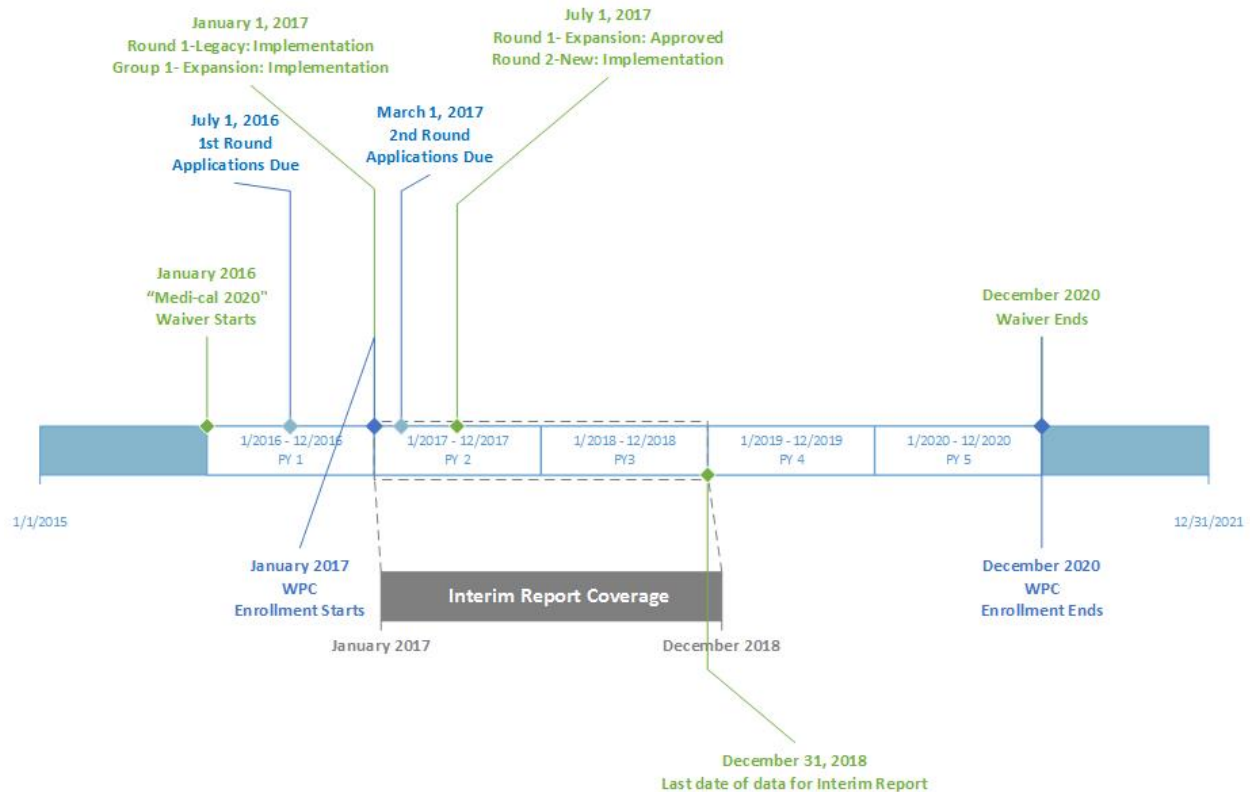 January 1, 2017
Round 1-Legacy: Implementation
Group 1- Expansion: Implementation
July 1, 2017
Round 1- Expansion: Approved
Round 2-New: Implementation
July 1, 2016
1st Round
Applications Due
March 1, 2017
2nd Round
Applications Due
January 2016
“Medi-cal 2020"
Waiver Starts
December 2020
Waiver Ends
1/2016 - 12/2016
PY 1
1/2017 - 12/2017
PY 2
1/2018 - 12/2018
PY3
1/2019 - 12/2019
PY 4
1/2020 - 12/2020
PY 5
1/1/2015
12/31/2021
January 2017
WPC
Enrollment Starts
December 2020
WPC
Enrollment Ends
Interim Report Coverage
January 2017
December 2018
December 31, 2018
Last date of data for Interim Report